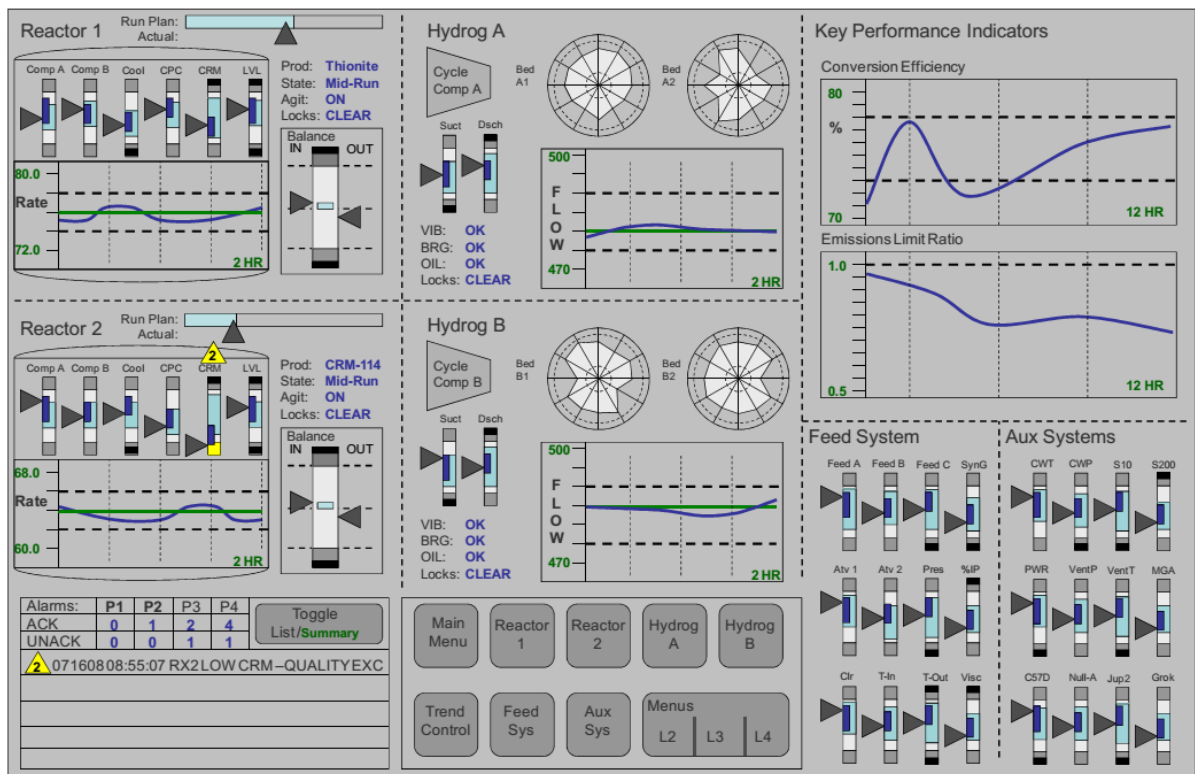 Reactor 1
Run Plan:
Actual:
Comp A Comp B Cool CPC CRM LVL
Prod: Thionite
State: Mid-Run
Agit: ON
Locks: CLEAR
Balance
IN OUT
80.0
Rate
72.0
2 HR
Hydrog A
Cycle
Comp A
Bed
A1
Bed
A2
Suct Dsch
VIB: OK
BRG: OK
OIL: OK
Locks: CLEAR
500
F
L
O
W
470
2 HR
Key Performance Indicators
Conversion Efficiency
80
%
70
12 HR
Emissions Limit Ratio
1.0
0.5
12 HR
Reactor 2
Run Plan:
Actual:
2
Comp A Comp B Cool CPC CRM LVL
Prod: CRM-114
State: Mid-Run
Agit: ON
Locks: CLEAR
Balance
IN OUT
68.0
Rate
60.0
2 HR
Hydrog B
Cycle
Comp B
Bed
B1
Bed
B2
Suct Dsch
VIB: OK
BRG: OK
OIL: OK
Locks: CLEAR
500
F
L
O
W
470
2 HR
Feed System
Feed A Feed B Feed C SynG
Atv 1 Atv 2 Pres %IP
Clr T-In T-Out Visc
Aux Systems
CWT CWP S10 S200
PWR VentP VentT MGA
C57D Null-A Jup2 Grok
Alarms: P1 P2 P3 P4
ACK 0 1 2 4
UNACK 0 0 1 1
Toggle
List/Summary
2 071608 08:55:07 RX2 LOW CRM – QUALITY EXC
Main
Menu
Reactor
1
Reactor
2
Hydrog
A
Hydrog
B
Trend
Control
Feed
Sys
Aux
Sys
Menus
L2 L3 L4